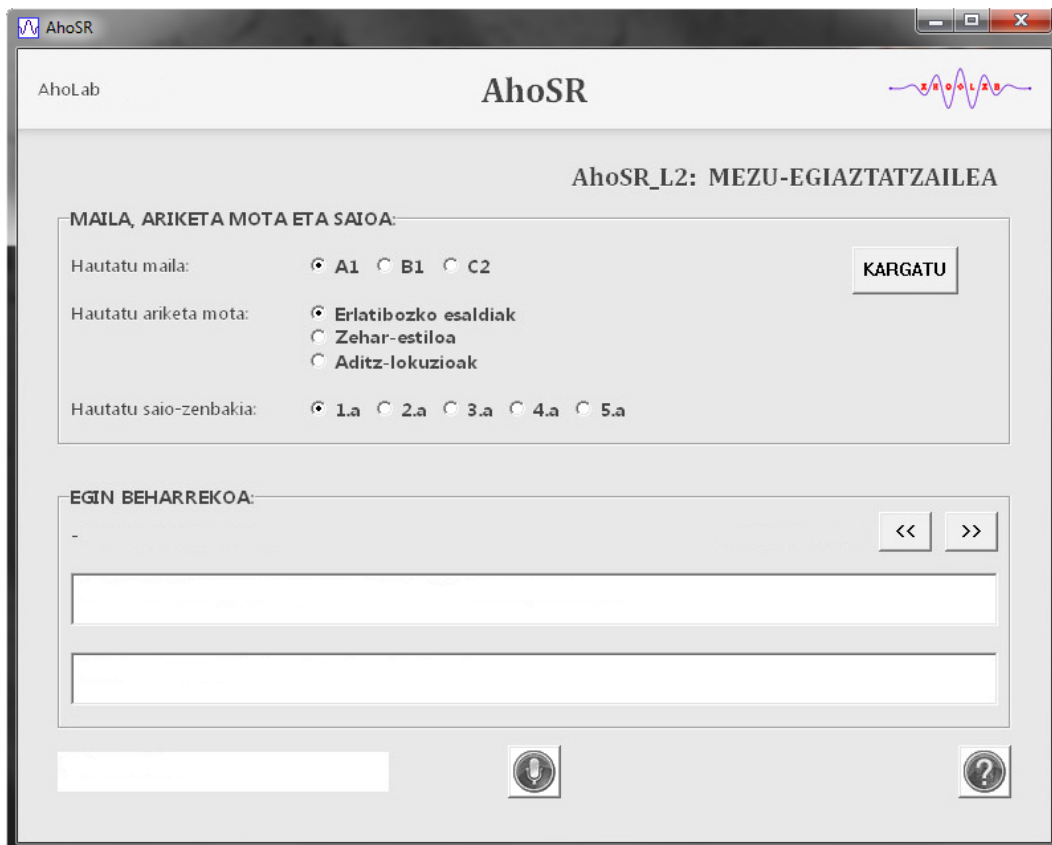 AhoSR
AhoLab
AhoSR
AHOLAB
AhoSR_L2: MEZU-EGIAZTATZAILEA
MAILA, ARIKETA MOTA ETA SAIOA:
Hautatu maila: A1 B1 C2 KARGATU
Hautatu ariketa mota: Erlatibozko esaldiak
Zehar-estiloa
Aditz-lokuzioak
Hautatu saio-zenbakia: 1.a 2.a 3.a 4.a 5.a
EGIN BEHARREKOA:
- << >>
?